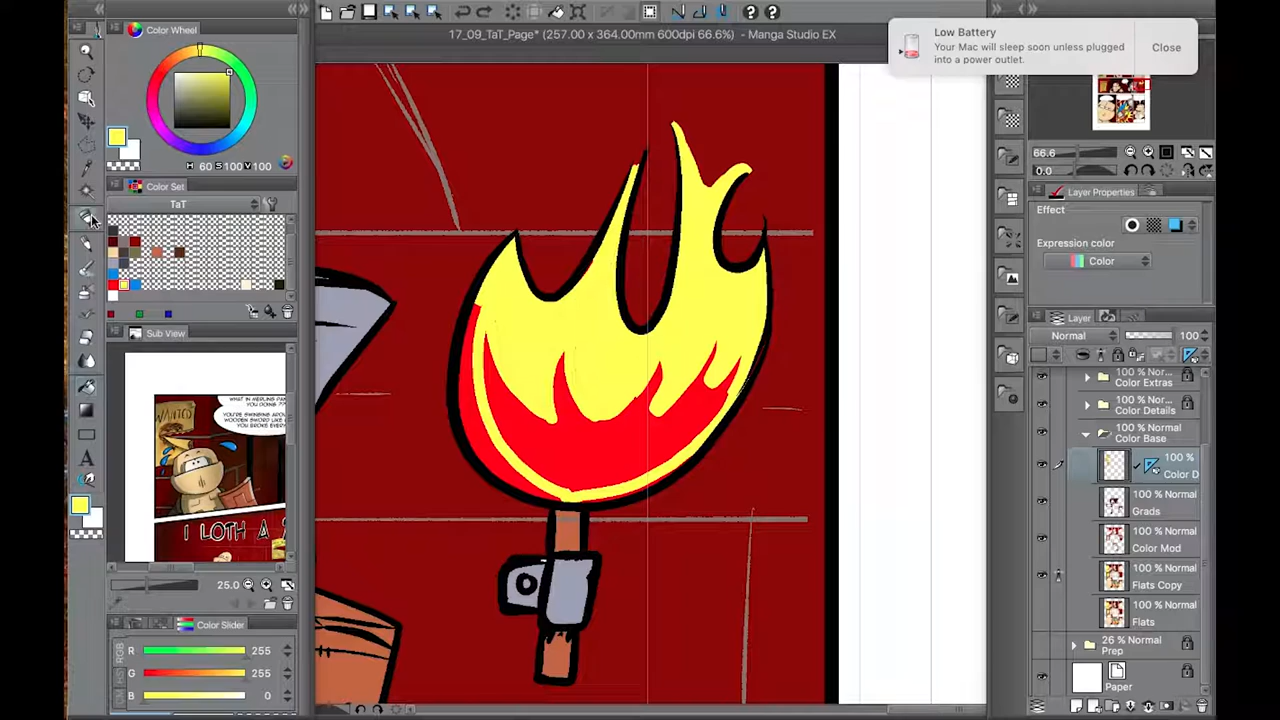 Color Wheel
17_09_TaT_Page* (257.00 x 364.00mm 600dpi 66.6%) - Manga Studio EX
Low Battery
Your Mac will sleep soon unless plugged
into a power outlet.
Close
H 60 S 100 V 100
Color Set
TaT
Sub View
WANTED
I LOTH A
25.0
Color Slider
R 255
G 255
B 0
66.6
0.0
Layer Properties
Effect
Expression color
Color
Layer
Normal 100
100 % Nor...
Color Extras
100 % Nor...
Color Details
100 % Normal
Color Base
100 %
Color D
100 % Normal
Grads
100 % Normal
Color Mod
100 % Normal
Flats Copy
100 % Normal
Flats
26 % Normal
Prep
Paper